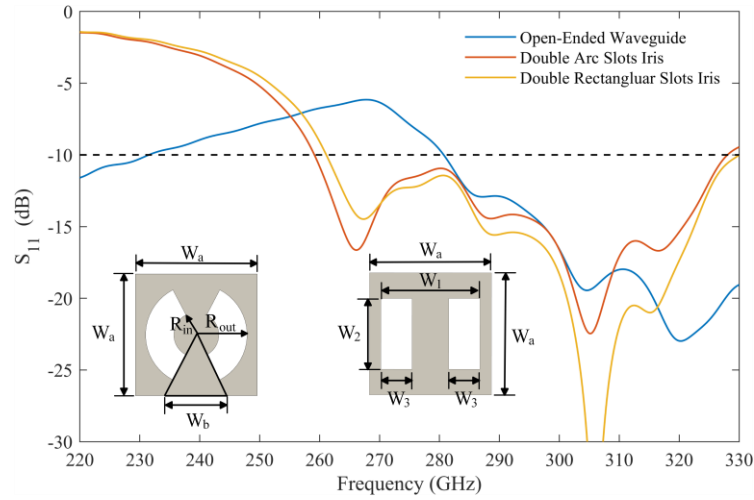 0
-5
-10
-15
-20
-25
-30
S11 (dB)
Open-Ended Waveguide
Double Arc Slots Iris
Double Rectangluar Slots Iris
Wa
Wa
Rin
Rout
Wb
Wa
W1
W2
Wa
W3
W3
220 230 240 250 260 270 280 290 300 310 320 330
Frequency (GHz)